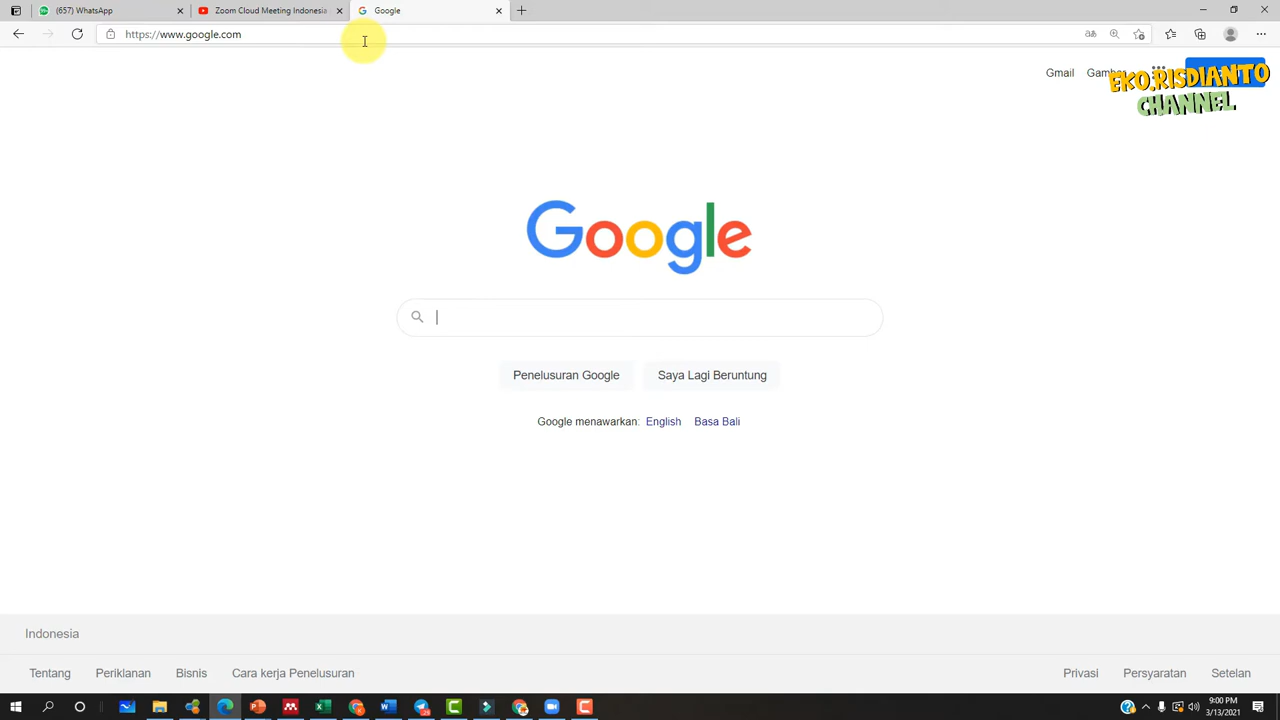 (657) WhatsApp
Zoom Cloud Meeting Indonesia
Google
https://www.google.com
Gmail
EKO.RISDIANTO
CHANNEL
Google
Penelusuran Google
Saya Lagi Beruntung
Google menawarkan: English Basa Bali
Indonesia
Tentang
Periklanan
Bisnis
Cara kerja Penelusuran
Privasi
Persyaratan
Setelan
9:00 PM
3/13/2021